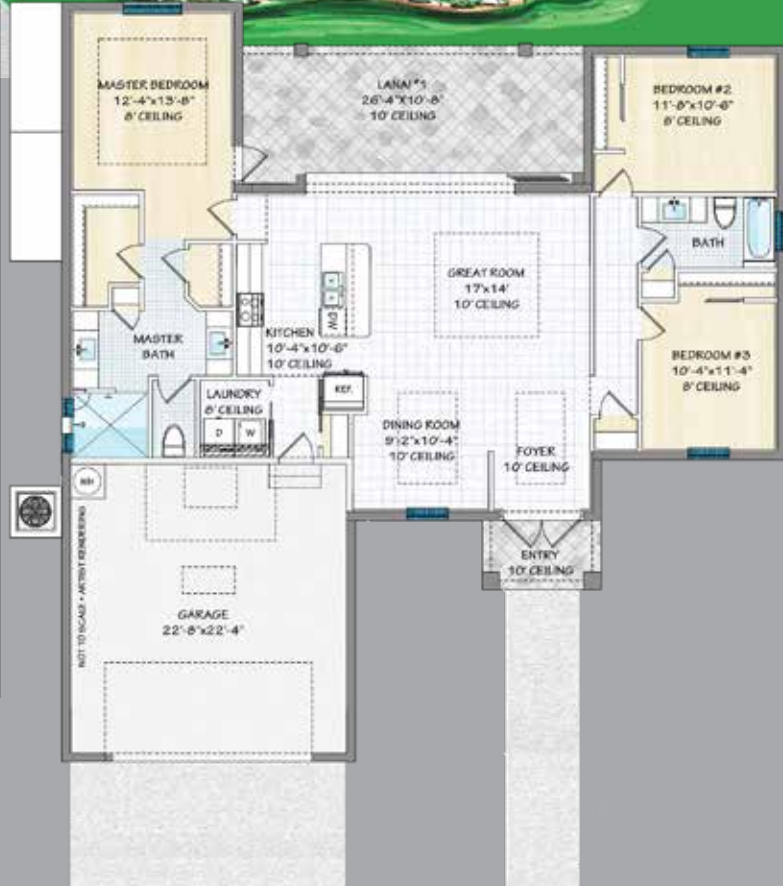 MASTER BEDROOM
12'-4"x13'-8"
8' CEILING
LANAI #1
26'-4"X10'-8"
10' CEILING
BEDROOM #2
11'-8"x10'-6"
8' CEILING
BATH
GREAT ROOM
17'x14'
10' CEILING
DW
KITCHEN
10'-4"x10'-6"
10' CEILING
MASTER
BATH
BEDROOM #3
10'-4"x11'-4"
8' CEILING
LAUNDRY
8' CEILING
REF.
D
W
DINING ROOM
9'-2"x10'-4"
10' CEILING
FOYER
10' CEILING
WH
ENTRY
10' CEILING
NOT TO SCALE • ARTIST RENDERING
GARAGE
22'-8"x22'-4"